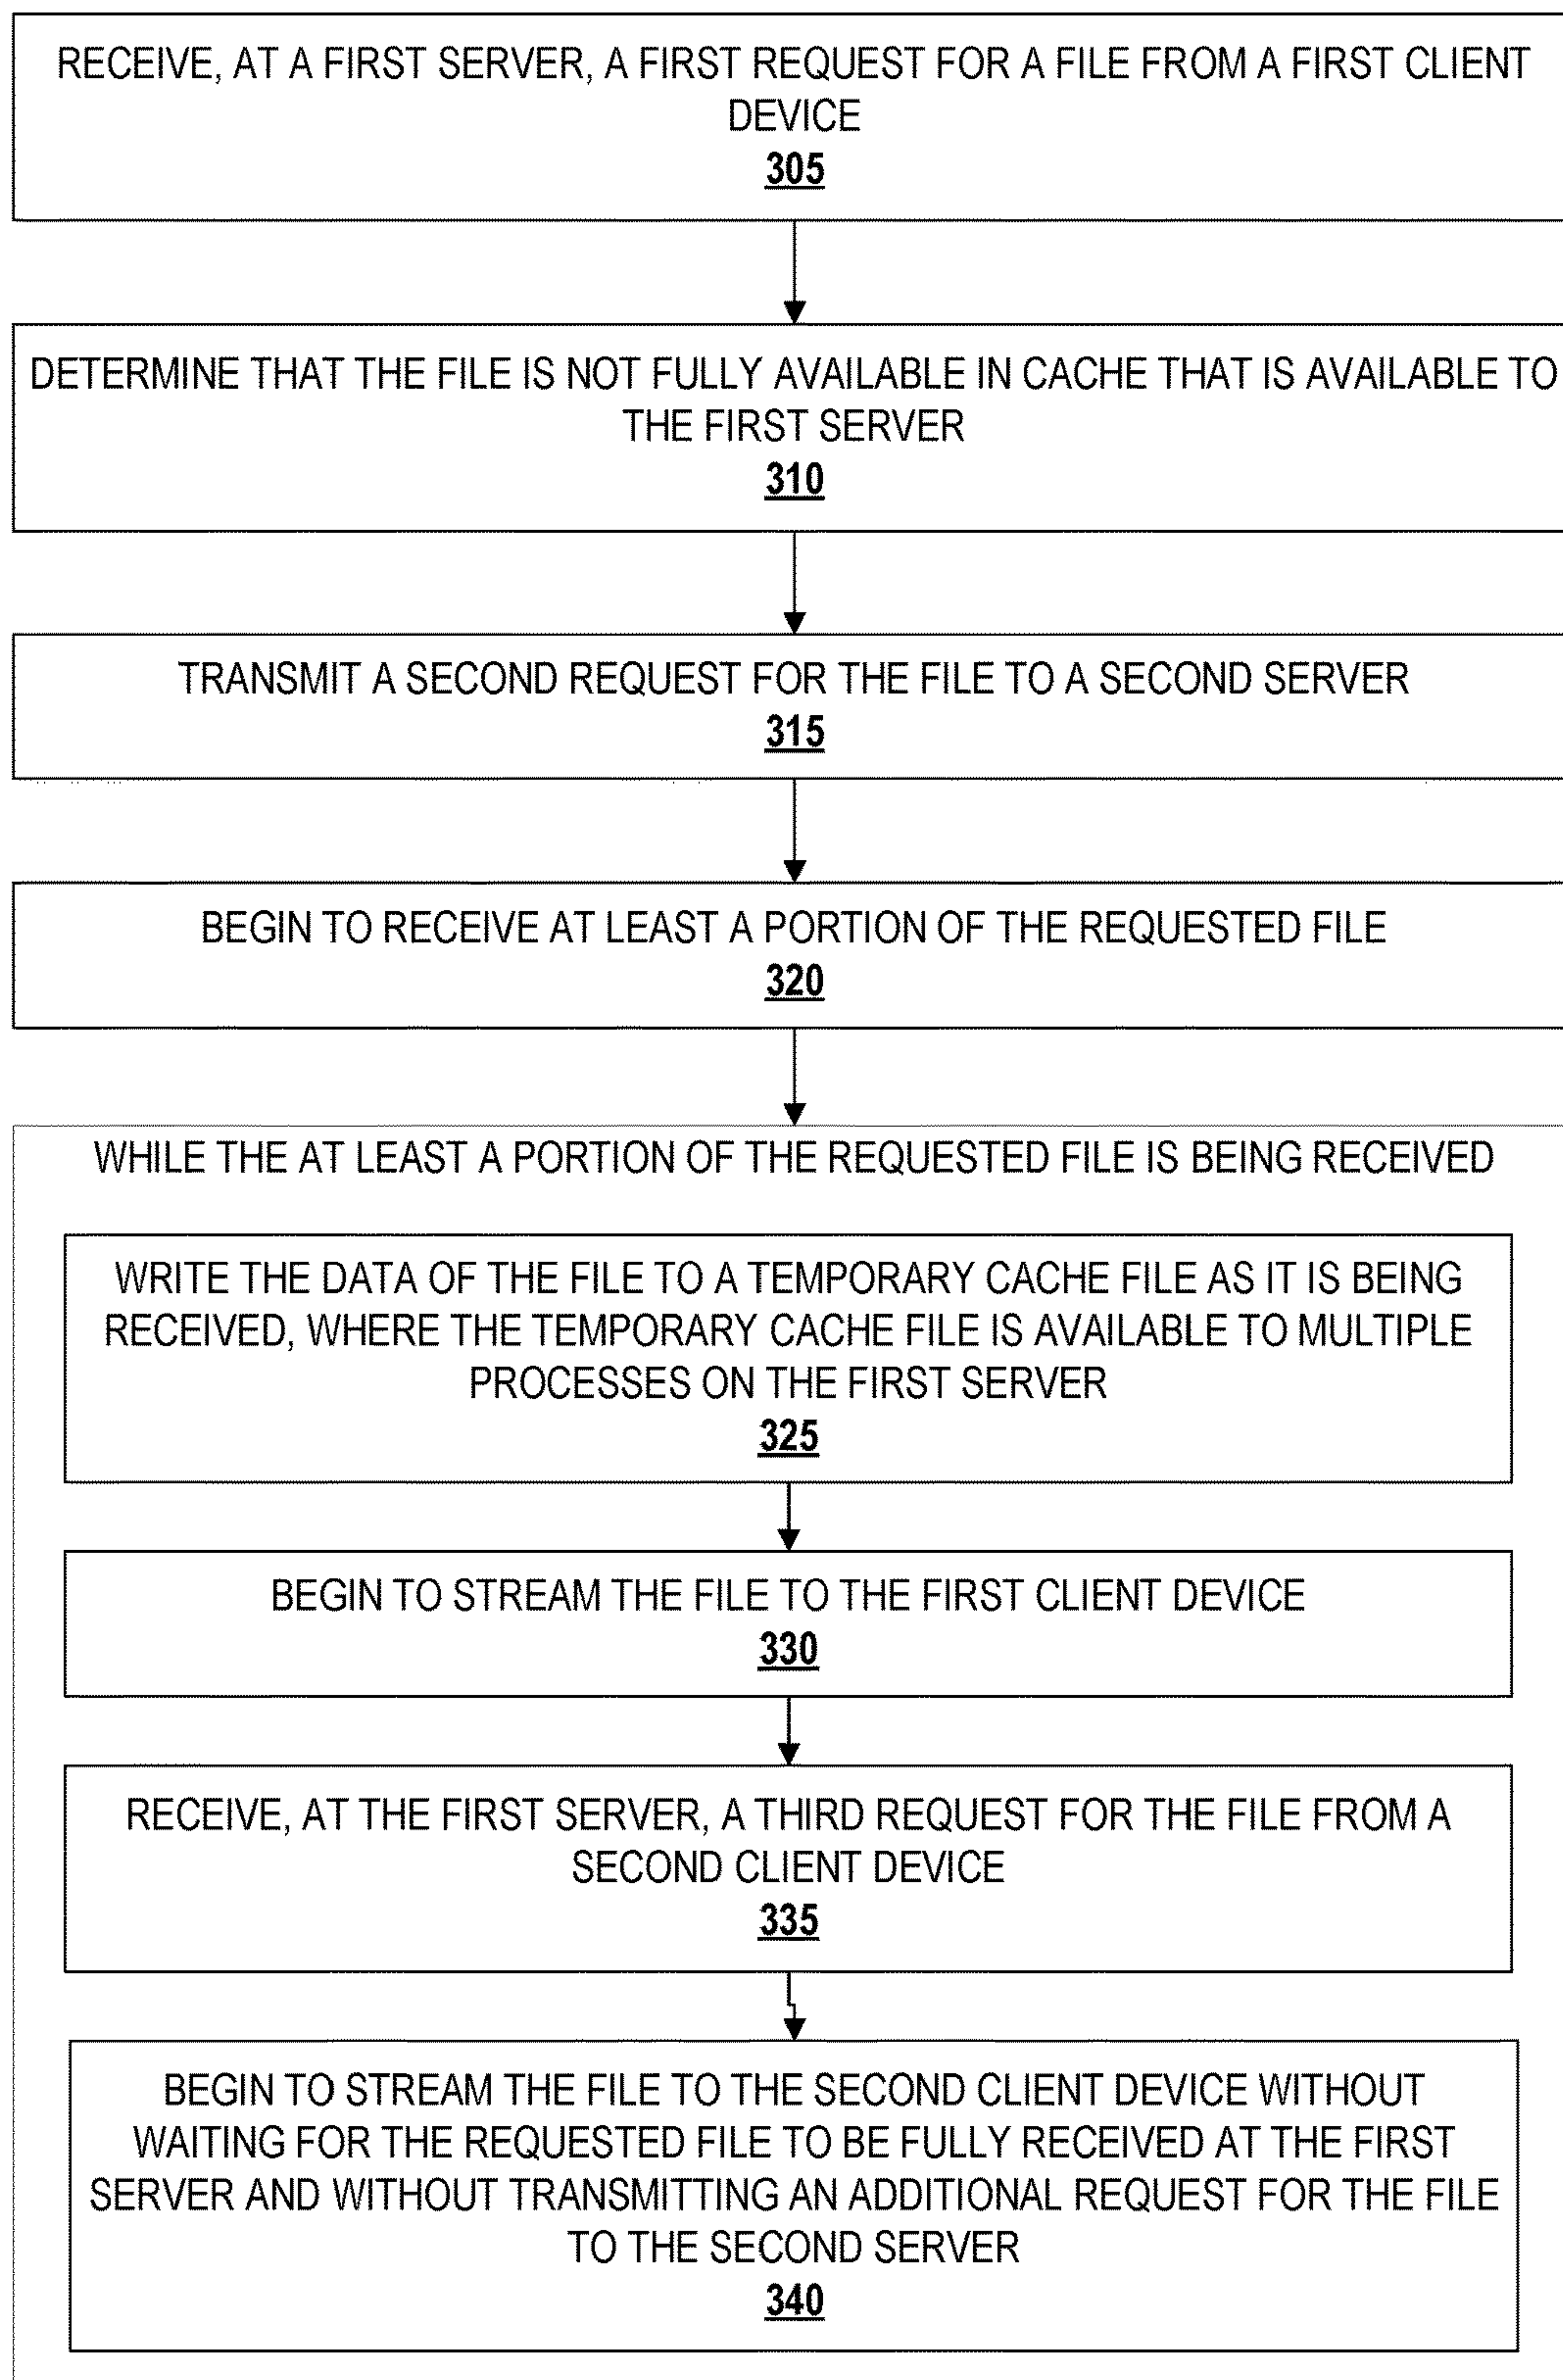 RECEIVE, AT A FIRST SERVER, A FIRST REQUEST FOR A FILE FROM A FIRST CLIENT
DEVICE
305
DETERMINE THAT THE FILE IS NOT FULLY AVAILABLE IN CACHE THAT IS AVAILABLE TO
THE FIRST SERVER
310
TRANSMIT A SECOND REQUEST FOR THE FILE TO A SECOND SERVER
315
BEGIN TO RECEIVE AT LEAST A PORTION OF THE REQUESTED FILE
320
WHILE THE AT LEAST A PORTION OF THE REQUESTED FILE IS BEING RECEIVED
WRITE THE DATA OF THE FILE TO A TEMPORARY CACHE FILE AS IT IS BEING
RECEIVED, WHERE THE TEMPORARY CACHE FILE IS AVAILABLE TO MULTIPLE
PROCESSES ON THE FIRST SERVER
325
BEGIN TO STREAM THE FILE TO THE FIRST CLIENT DEVICE
330
RECEIVE, AT THE FIRST SERVER, A THIRD REQUEST FOR THE FILE FROM A
SECOND CLIENT DEVICE
335
BEGIN TO STREAM THE FILE TO THE SECOND CLIENT DEVICE WITHOUT
WAITING FOR THE REQUESTED FILE TO BE FULLY RECEIVED AT THE FIRST
SERVER AND WITHOUT TRANSMITTING AN ADDITIONAL REQUEST FOR THE FILE
TO THE SECOND SERVER
340